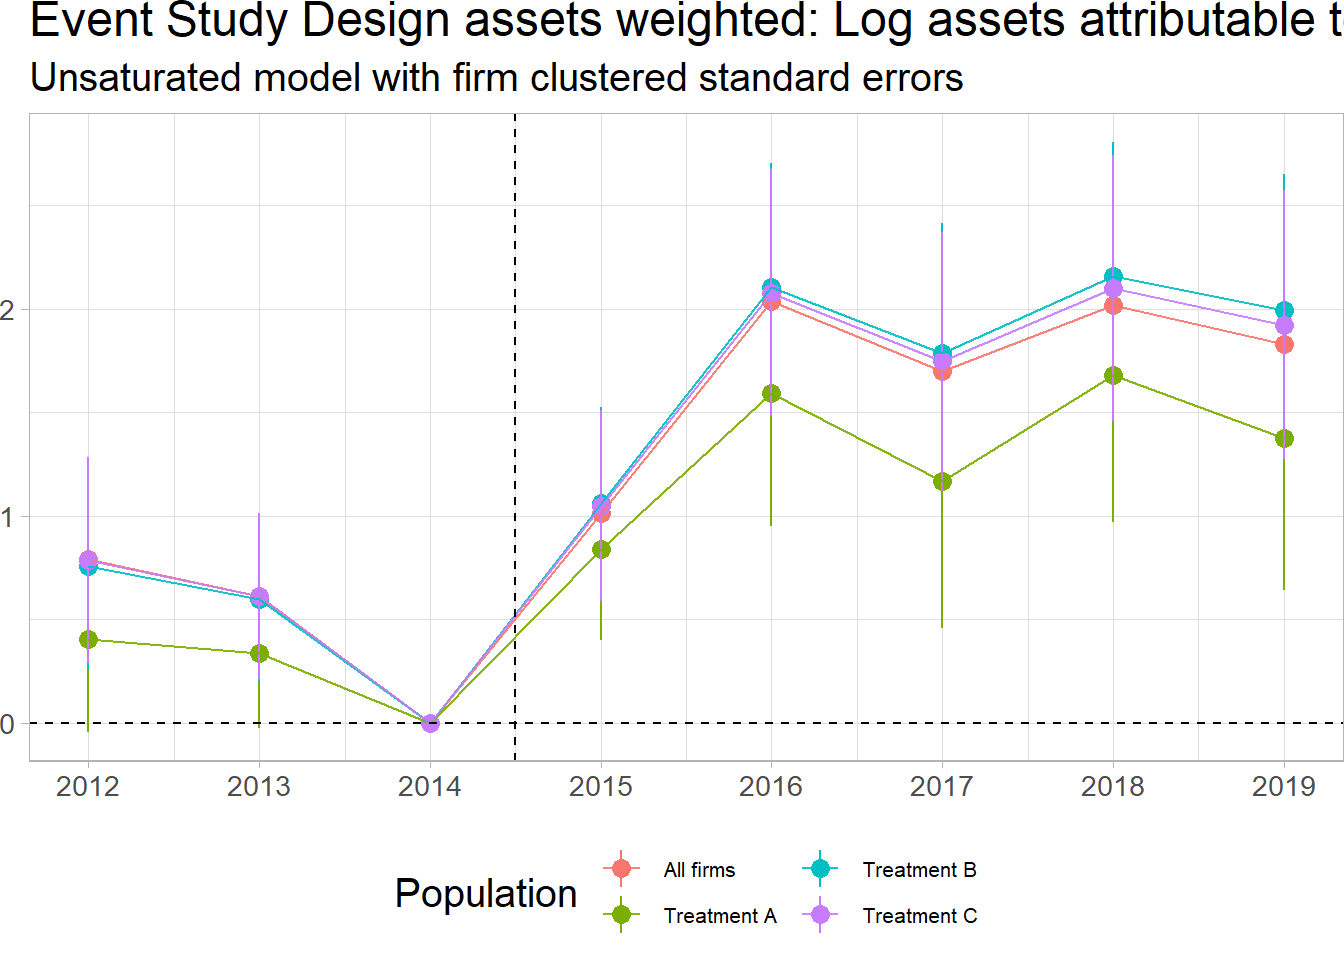 Event Study Design assets weighted: Log assets attributable t
Unsaturated model with firm clustered standard errors
2
1
0
2012 2013 2014 2015 2016 2017 2018 2019
Population
All firms
Treatment A
Treatment B
Treatment C